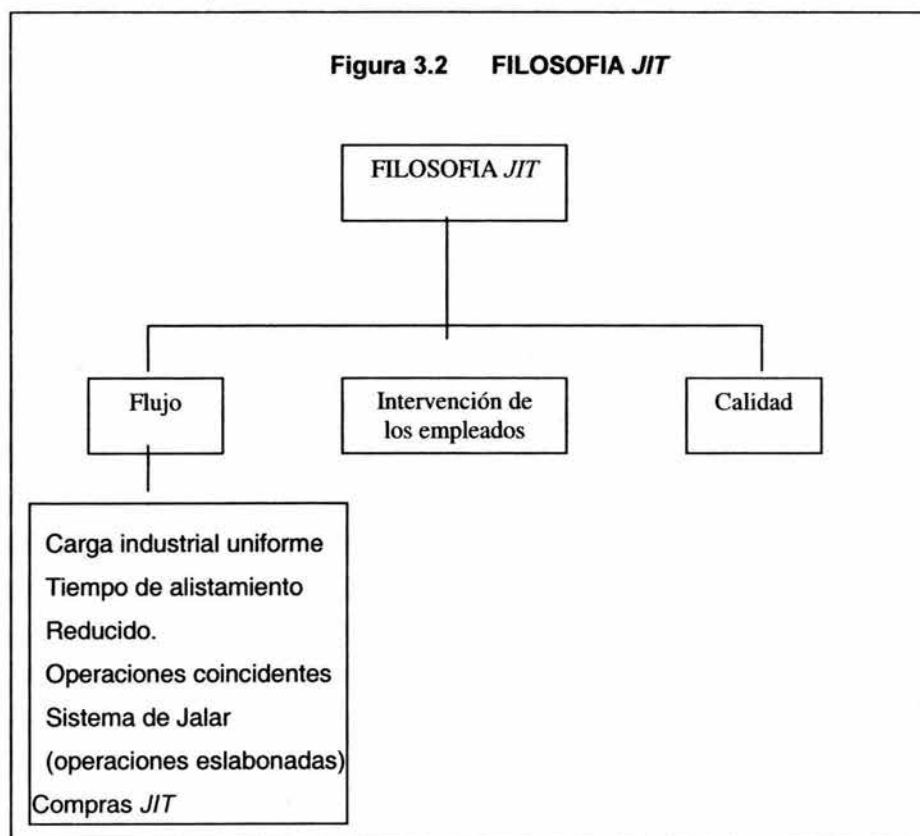 Figura 3.2 FILOSOFIA JIT
FILOSOFIA JIT
Flujo
Intervención de
los empleados
Calidad
Carga industrial uniforme
Tiempo de alistamiento
Reducido.
Operaciones coincidentes
Sistema de Jalar
(operaciones eslabonadas)
Compras JIT